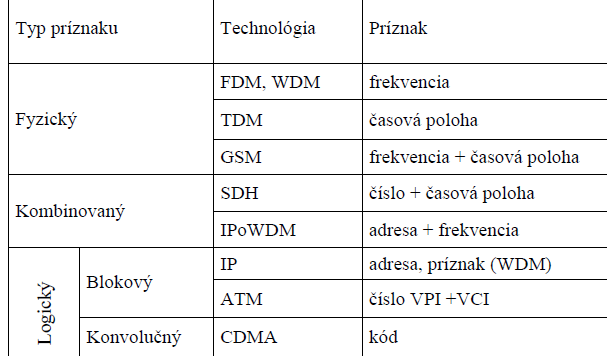 Typ príznaku Technológia Príznak
Fyzický
FDM, WDM frekvencia
TDM časová poloha
GSM frekvencia + časová poloha
Kombinovaný
SDH číslo + časová poloha
IPoWDM adresa + frekvencia
Logický
Blokový
IP adresa, príznak (WDM)
ATM číslo VPI +VCI
Konvolučný CDMA kód